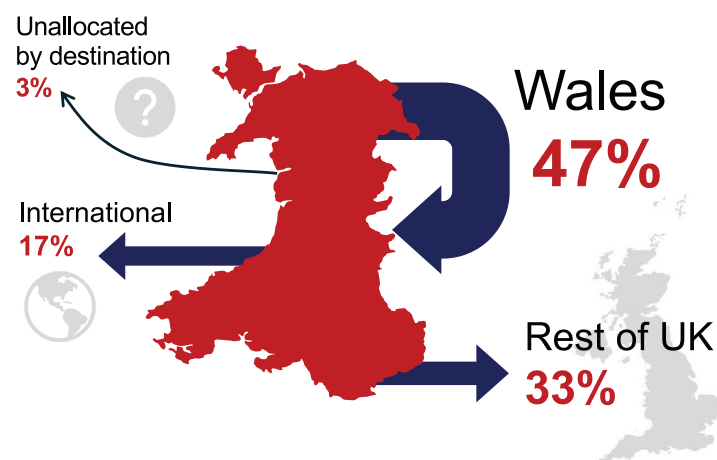 Unallocated
by destination
3%
?
Wales
47%
International
17%
Rest of UK
33%